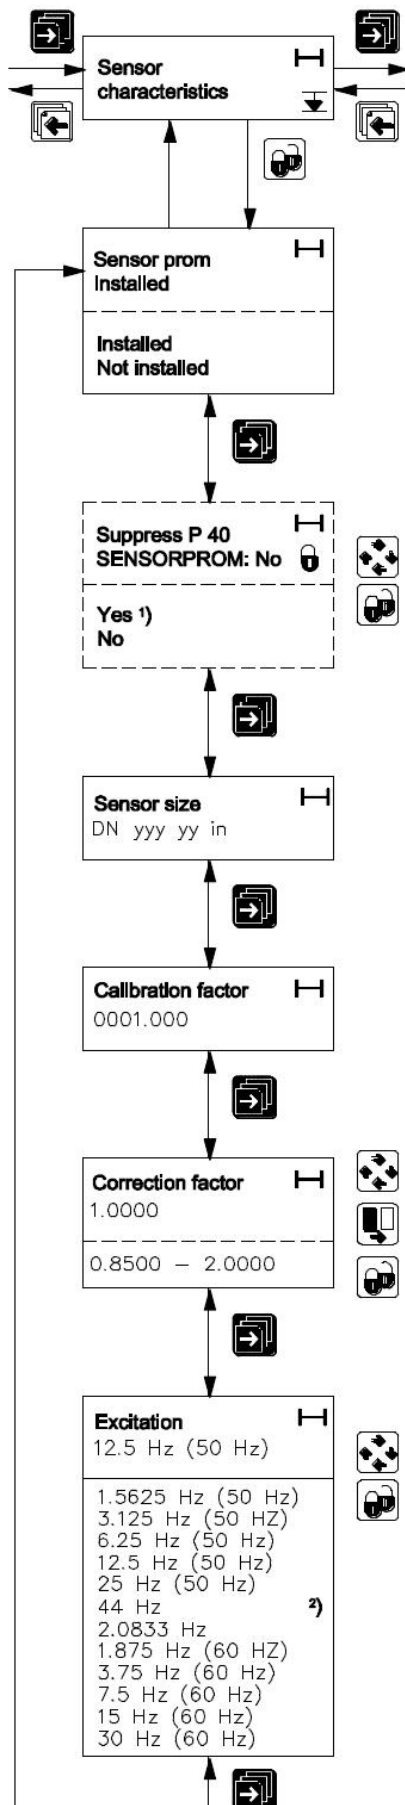 Sensor
characteristics
Sensor prom
Installed
Installed
Not installed
Suppress P 40
SENSORPROM: No
Yes ¹)
No
Sensor size
DN yyy yy in
Calibration factor
0001.000
Correction factor
1.0000
0.8500 – 2.0000
Excitation
12.5 Hz (50 Hz)
1.5625 Hz (50 Hz)
3.125 Hz (50 HZ)
6.25 Hz (50 Hz)
12.5 Hz (50 Hz)
25 Hz (50 Hz)
44 Hz ²)
2.0833 Hz
1.875 Hz (60 HZ)
3.75 Hz (60 Hz)
7.5 Hz (60 Hz)
15 Hz (60 Hz)
30 Hz (60 Hz)